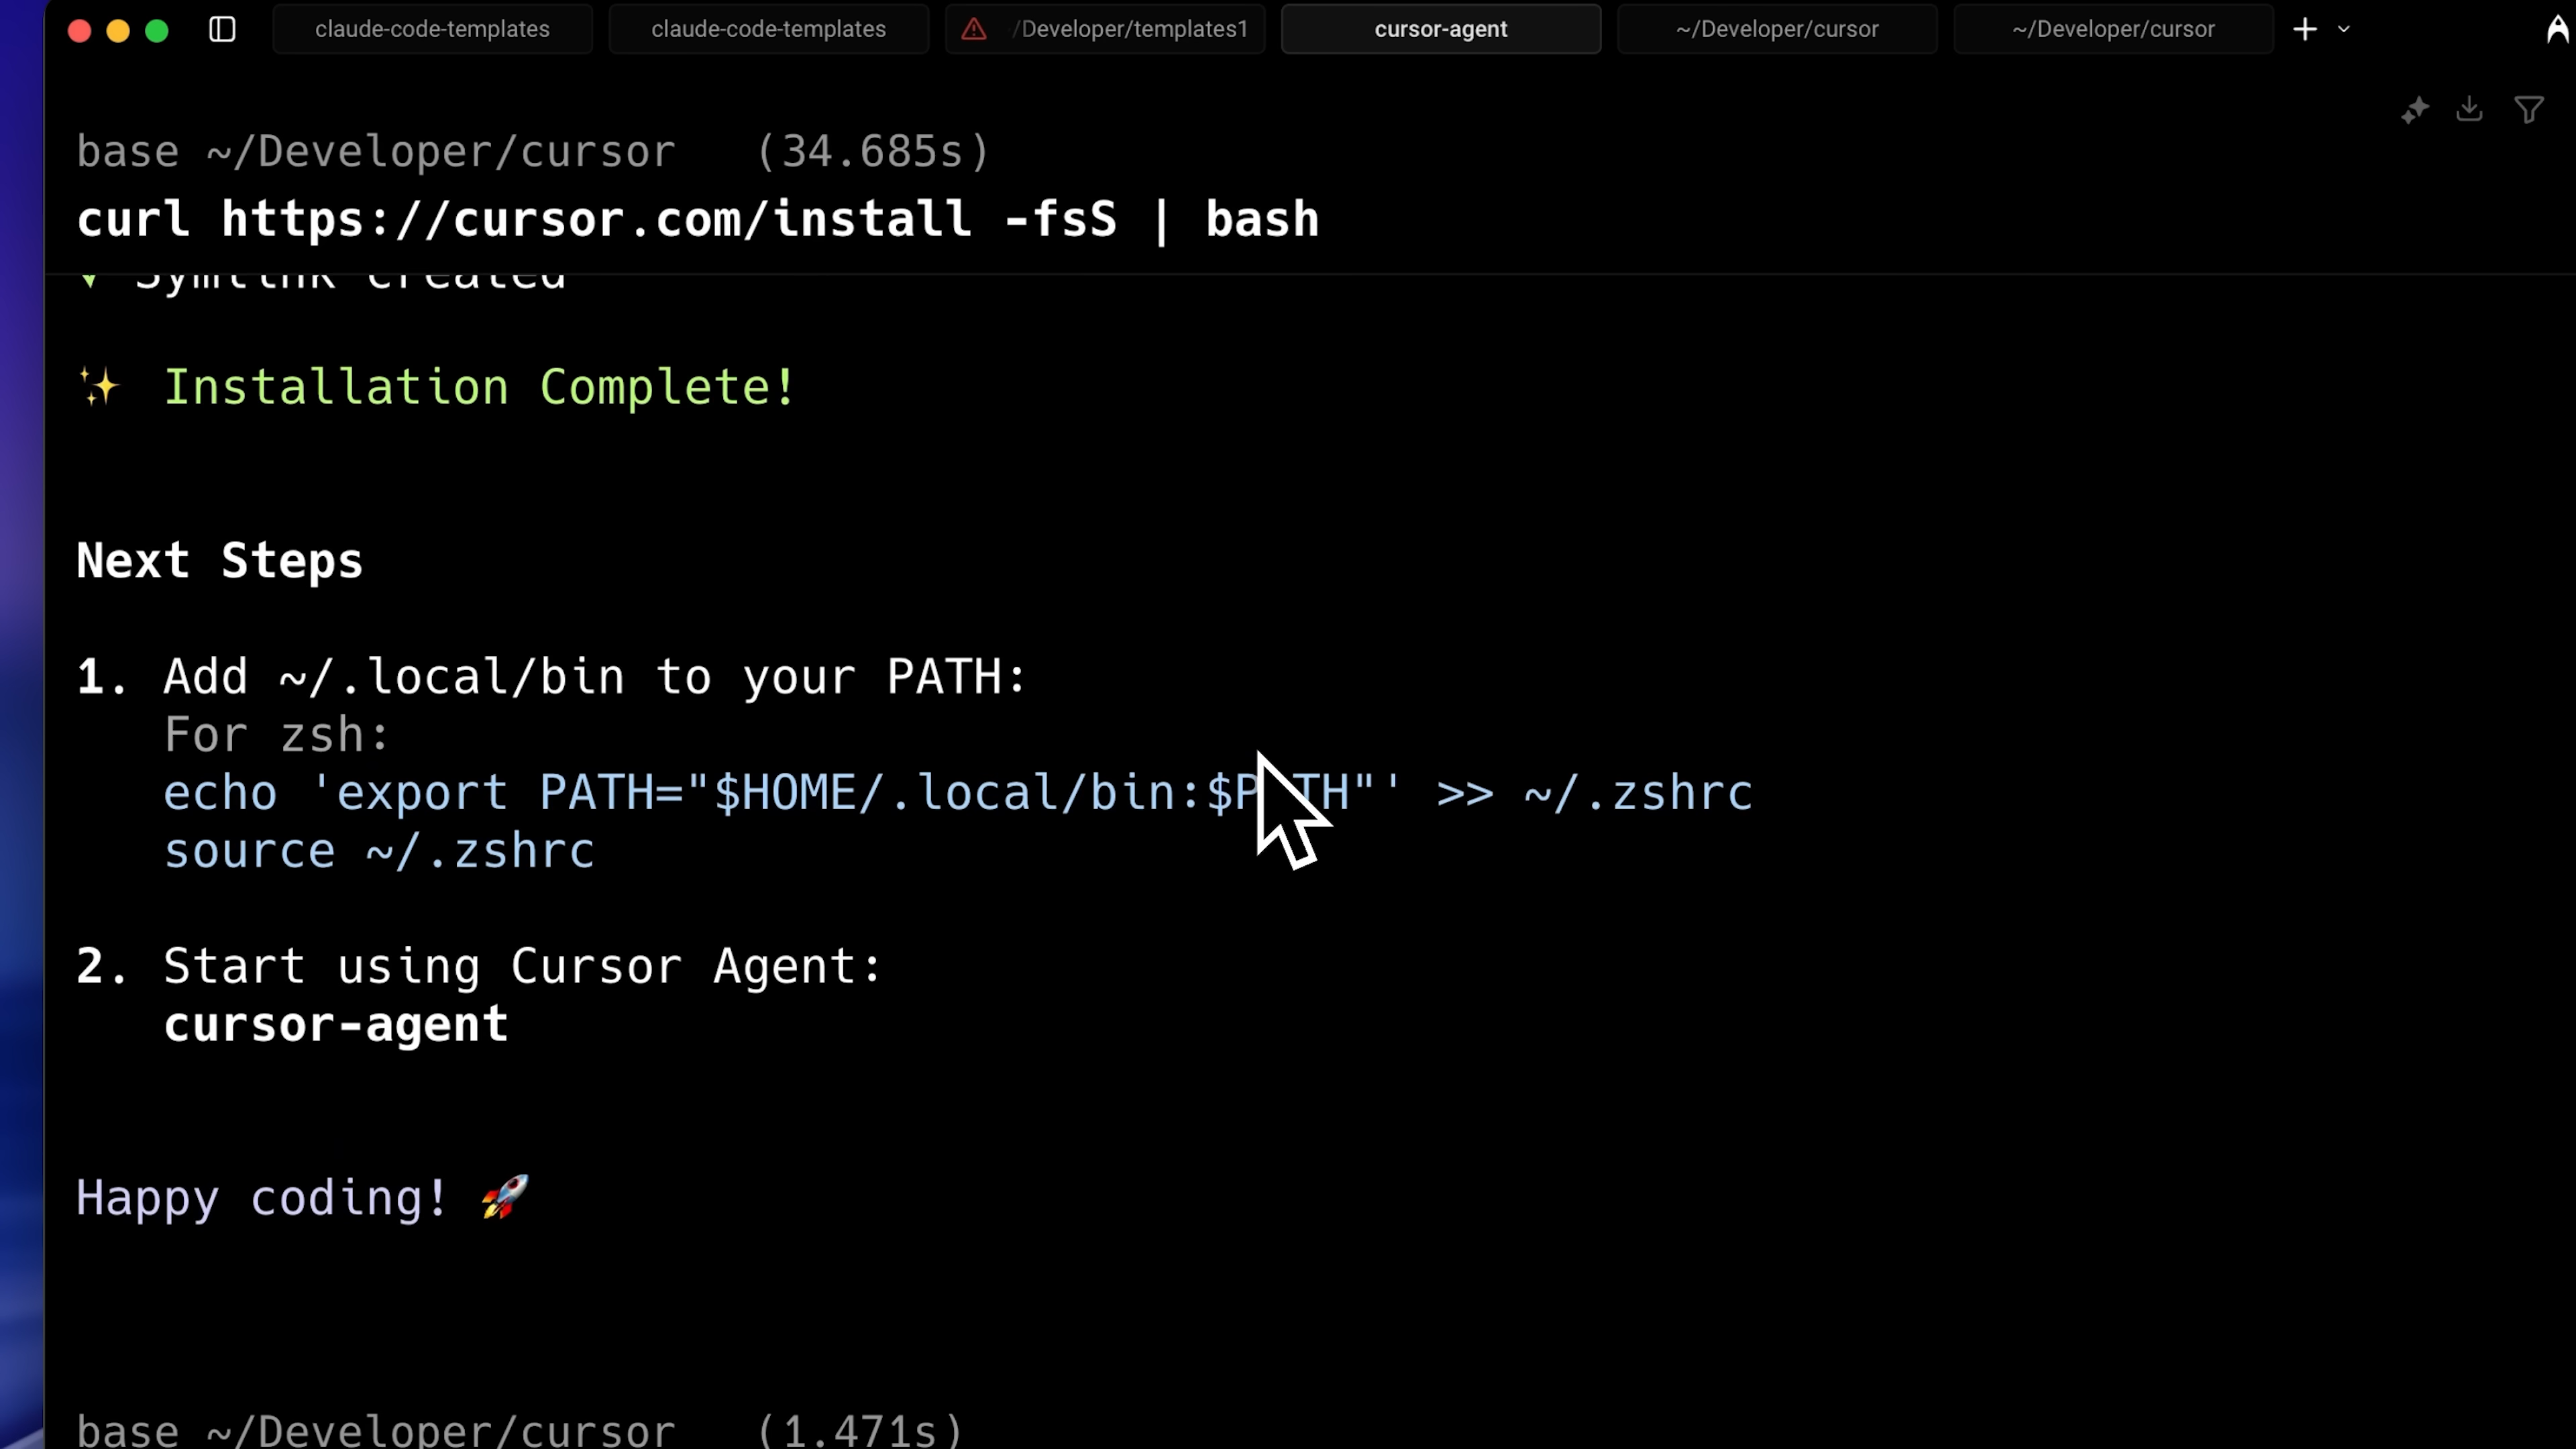 claude-code-templates
claude-code-templates
/Developer/templates1
cursor-agent
~/Developer/cursor
~/Developer/cursor
base ~/Developer/cursor (34.685s)
curl https://cursor.com/install -fsS | bash
✓ Symlink created
✨ Installation Complete!
Next Steps
1. Add ~/.local/bin to your PATH:
For zsh:
echo 'export PATH="$HOME/.local/bin:$PATH"' >> ~/.zshrc
source ~/.zshrc
2. Start using Cursor Agent:
cursor-agent
Happy coding! 🚀
base ~/Developer/cursor (1.471s)